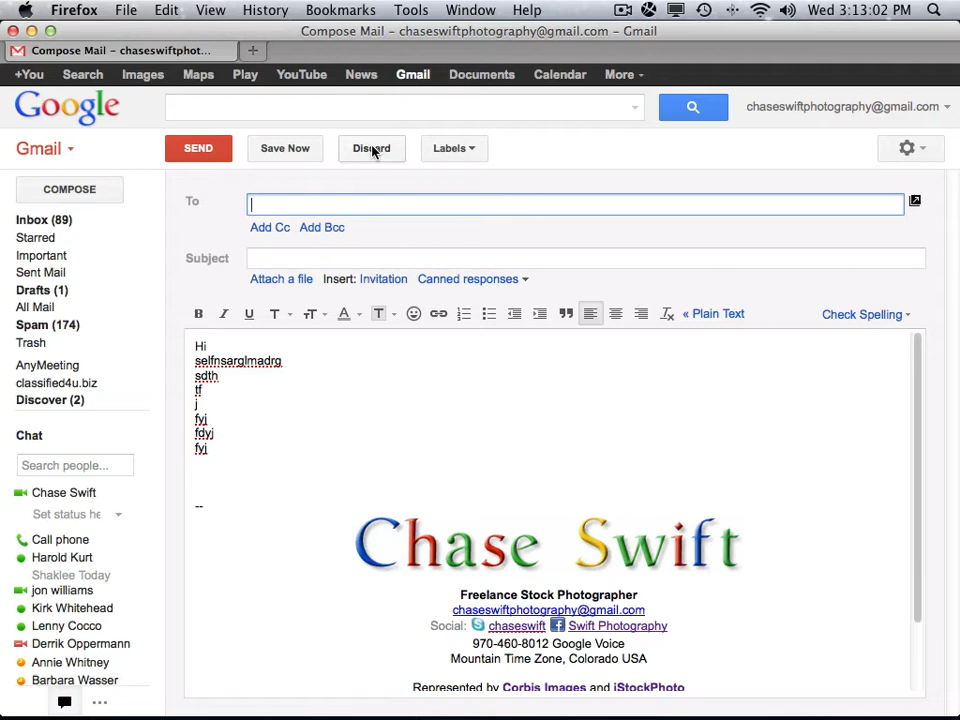 Firefox File Edit View History Bookmarks Tools Window Help Wed 3:13:02 PM
Compose Mail – chaseswiftphotography@gmail.com – Gmail
Compose Mail – chaseswiftphot...
+You Search Images Maps Play YouTube News Gmail Documents Calendar More
Google chaseswiftphotography@gmail.com
Gmail SEND Save Now Discard Labels
COMPOSE
Inbox (89)
Starred
Important
Sent Mail
Drafts (1)
All Mail
Spam (174)
Trash
AnyMeeting
classified4u.biz
Discover (2)
Chat
Search people...
Chase Swift
Set status he
Call phone
Harold Kurt
Shaklee Today
jon williams
Kirk Whitehead
Lenny Cocco
Derrik Oppermann
Annie Whitney
Barbara Wasser
To
Add Cc Add Bcc
Subject
Attach a file Insert: Invitation Canned responses
B I U T T A T T « Plain Text Check Spelling
Hi
selfnsarglmadrg
sdth
tf
j
fyj
fdyj
fyj
--
Chase Swift
Freelance Stock Photographer
chaseswiftphotography@gmail.com
Social: chaseswift Swift Photography
970-460-8012 Google Voice
Mountain Time Zone, Colorado USA
Represented by Corbis Images and iStockPhoto